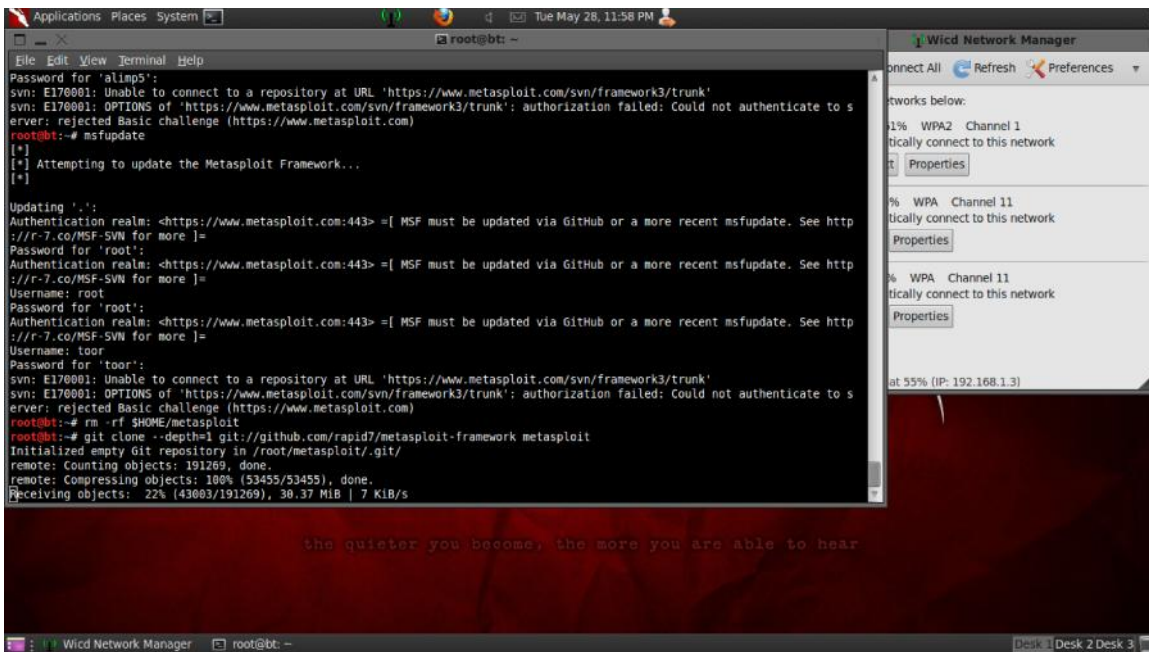 Applications Places System
Tue May 28, 11:58 PM
root@bt: ~
File Edit View Terminal Help
Password for 'alimp5':
svn: E170001: Unable to connect to a repository at URL 'https://www.metasploit.com/svn/framework3/trunk'
svn: E170001: OPTIONS of 'https://www.metasploit.com/svn/framework3/trunk': authorization failed: Could not authenticate to s
erver: rejected Basic challenge (https://www.metasploit.com)
root@bt:~# msfupdate
[*]
[*] Attempting to update the Metasploit Framework...
[*]
Updating '.':
Authentication realm: <https://www.metasploit.com:443> =[ MSF must be updated via GitHub or a more recent msfupdate. See http
://r-7.co/MSF-SVN for more ]=
Password for 'root':
Authentication realm: <https://www.metasploit.com:443> =[ MSF must be updated via GitHub or a more recent msfupdate. See http
://r-7.co/MSF-SVN for more ]=
Username: root
Password for 'root':
Authentication realm: <https://www.metasploit.com:443> =[ MSF must be updated via GitHub or a more recent msfupdate. See http
://r-7.co/MSF-SVN for more ]=
Username: toor
Password for 'toor':
svn: E170001: Unable to connect to a repository at URL 'https://www.metasploit.com/svn/framework3/trunk'
svn: E170001: OPTIONS of 'https://www.metasploit.com/svn/framework3/trunk': authorization failed: Could not authenticate to s
erver: rejected Basic challenge (https://www.metasploit.com)
root@bt:~# rm -rf $HOME/metasploit
root@bt:~# git clone --depth=1 git://github.com/rapid7/metasploit-framework metasploit
Initialized empty Git repository in /root/metasploit/.git/
remote: Counting objects: 191269, done.
remote: Compressing objects: 100% (53455/53455), done.
Receiving objects: 22% (43003/191269), 30.37 MiB | 7 KiB/s
Wicd Network Manager
onnect All Refresh Preferences
etworks below:
51% WPA2 Channel 1
tically connect to this network
ct Properties
% WPA Channel 11
tically connect to this network
Properties
% WPA Channel 11
tically connect to this network
Properties
at 55% (IP: 192.168.1.3)
the quieter you become, the more you are able to hear
Wicd Network Manager
root@bt: ~
Desk 1 Desk 2 Desk 3